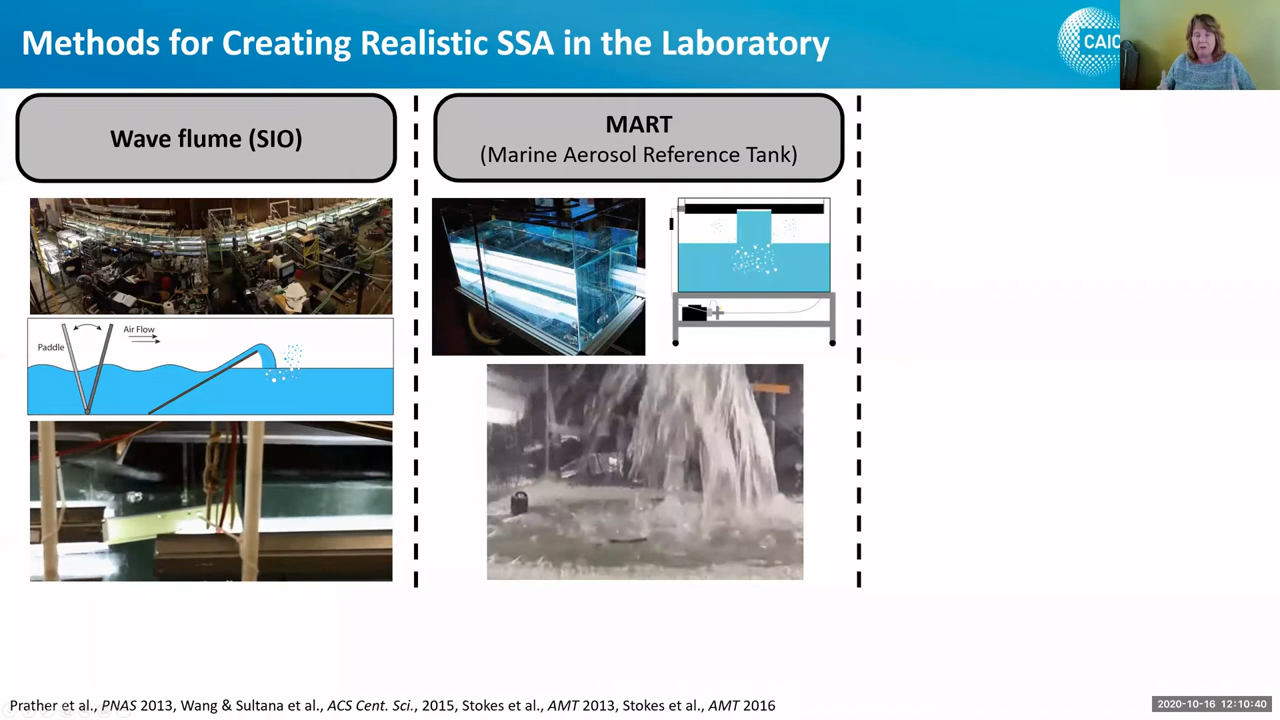 Methods for Creating Realistic SSA in the Laboratory
CAIC
Wave flume (SIO)
MART
(Marine Aerosol Reference Tank)
Air Flow
Paddle
Prather et al., PNAS 2013, Wang & Sultana et al., ACS Cent. Sci., 2015, Stokes et al., AMT 2013, Stokes et al., AMT 2016
2020-10-16 12:10:40